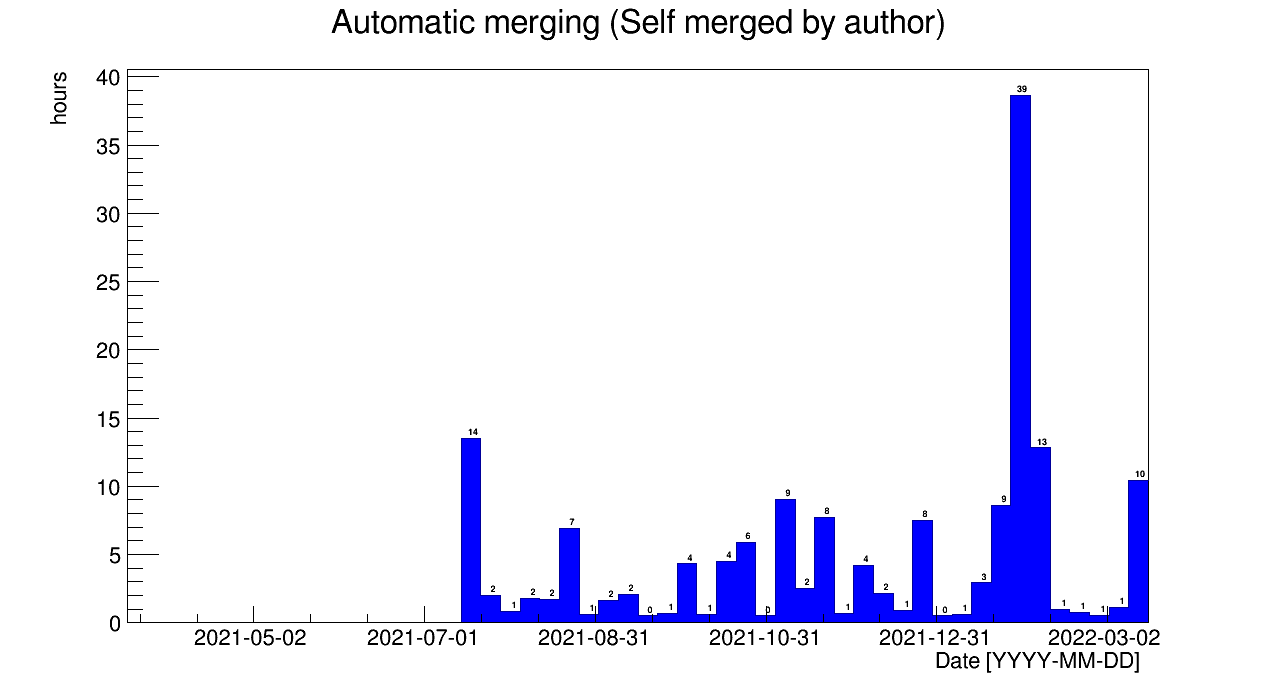 Automatic merging (Self merged by author)
hours
40
35
30
25
20
15
10
5
0
14 2 1 2 2 7 1 2 2 0 1 4 1 4 6 0 9 2 8 1 4 2 1 8 0 1 3 9 39 13 1 1 1 1 10
2021-05-02 2021-07-01 2021-08-31 2021-10-31 2021-12-31 2022-03-02
Date [YYYY-MM-DD]